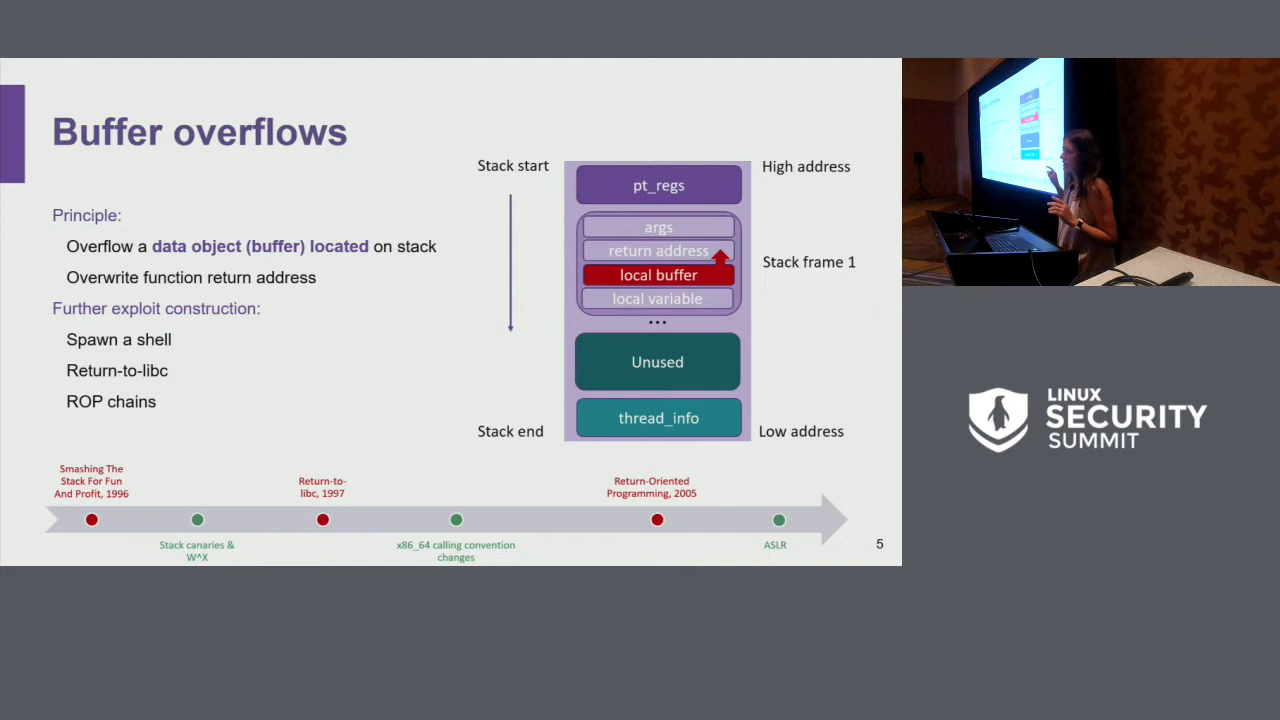 Buffer overflows
Principle:
Overflow a data object (buffer) located on stack
Overwrite function return address
Further exploit construction:
Spawn a shell
Return-to-libc
ROP chains
Stack start
Stack end
pt_regs
args
return address
local buffer
local variable
...
Unused
thread_info
High address
Stack frame 1
Low address
Smashing The
Stack For Fun
And Profit, 1996
Return-to-
libc, 1997
Return-Oriented
Programming, 2005
Stack canaries &
W^X
x86_64 calling convention
changes
ASLR
5
LINUX
SECURITY
SUMMIT